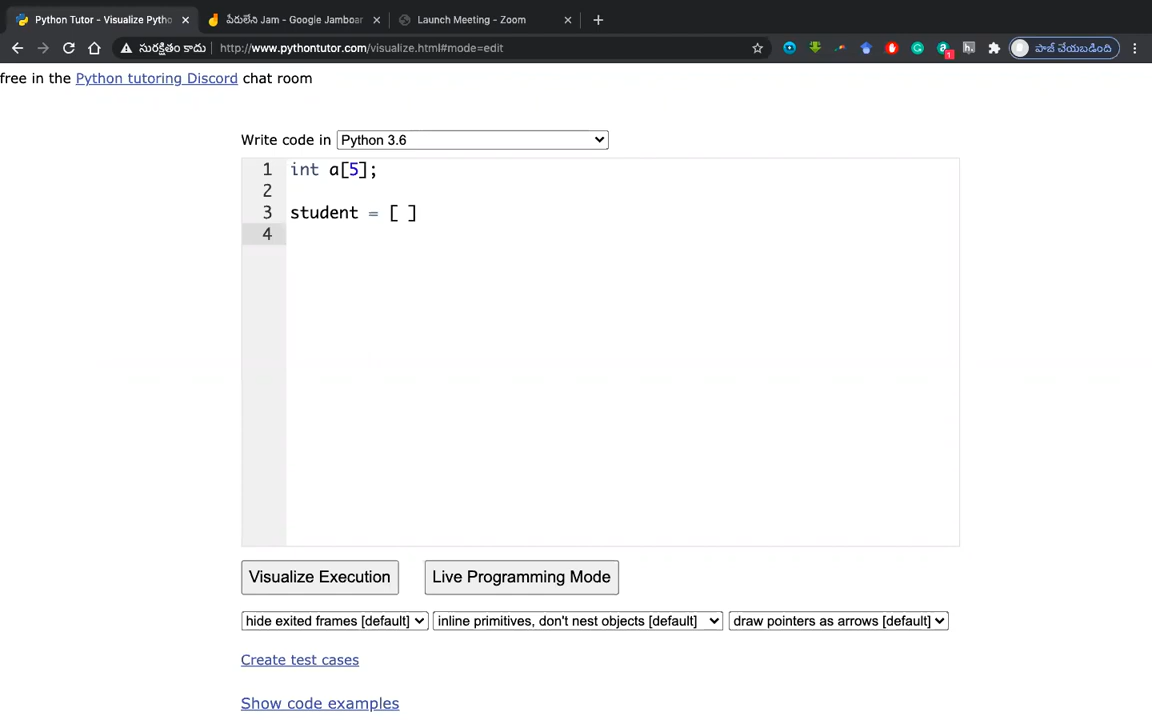 Python Tutor - Visualize Pytho
పేరులేని Jam - Google Jamboar
Launch Meeting - Zoom
సురక్షితం కాదు http://www.pythontutor.com/visualize.html#mode=edit
1
పాజ్ చేయబడింది
free in the Python tutoring Discord chat room
Write code in Python 3.6
1 int a[5];
2
3 student = [ ]
4
Visualize Execution Live Programming Mode
hide exited frames [default] inline primitives, don't nest objects [default] draw pointers as arrows [default]
Create test cases
Show code examples